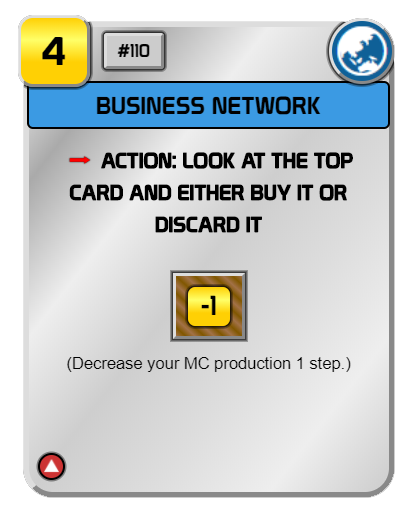 4
#110
BUSINESS NETWORK
ACTION: LOOK AT THE TOP
CARD AND EITHER BUY IT OR
DISCARD IT
-1
(Decrease your MC production 1 step.)